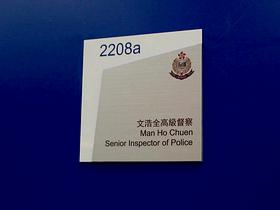 2208a
文浩全高級督察
Man Ho Chuen
Senior Inspector of Police